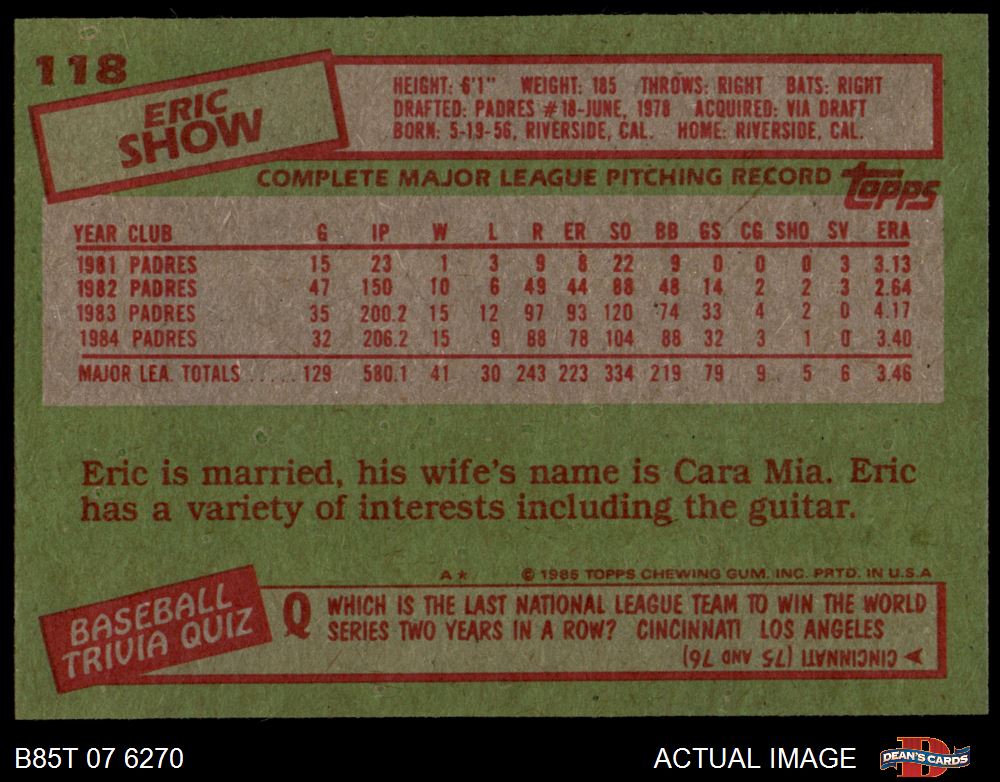 118
ERIC
SHOW
HEIGHT: 6'1" WEIGHT: 185 THROWS: RIGHT BATS: RIGHT
DRAFTED: PADRES #18-JUNE, 1978 ACQUIRED: VIA DRAFT
BORN: 5-19-56, RIVERSIDE, CAL. HOME: RIVERSIDE, CAL.
COMPLETE MAJOR LEAGUE PITCHING RECORD
Topps
YEAR CLUB G IP W L R ER SO BB GS CG SHO SV ERA
1981 PADRES 15 23 1 3 9 8 22 9 0 0 0 3 3.13
1982 PADRES 47 150 10 6 49 44 88 48 14 2 2 3 2.64
1983 PADRES 35 200.2 15 12 97 93 120 74 33 4 2 0 4.17
1984 PADRES 32 206.2 15 9 88 78 104 88 32 3 1 0 3.40
MAJOR LEA. TOTALS ..... 129 580.1 41 30 243 223 334 219 79 9 5 6 3.46
Eric is married, his wife's name is Cara Mia. Eric
has a variety of interests including the guitar.
A* © 1985 TOPPS CHEWING GUM. INC. PRTD. IN U.S.A
BASEBALL
TRIVIA QUIZ
Q WHICH IS THE LAST NATIONAL LEAGUE TEAM TO WIN THE WORLD
SERIES TWO YEARS IN A ROW? CINCINNATI LOS ANGELES
➤ CINCINNATI (75 AND 76)
B85T 07 6270
ACTUAL IMAGE
D
DEAN'S CARDS